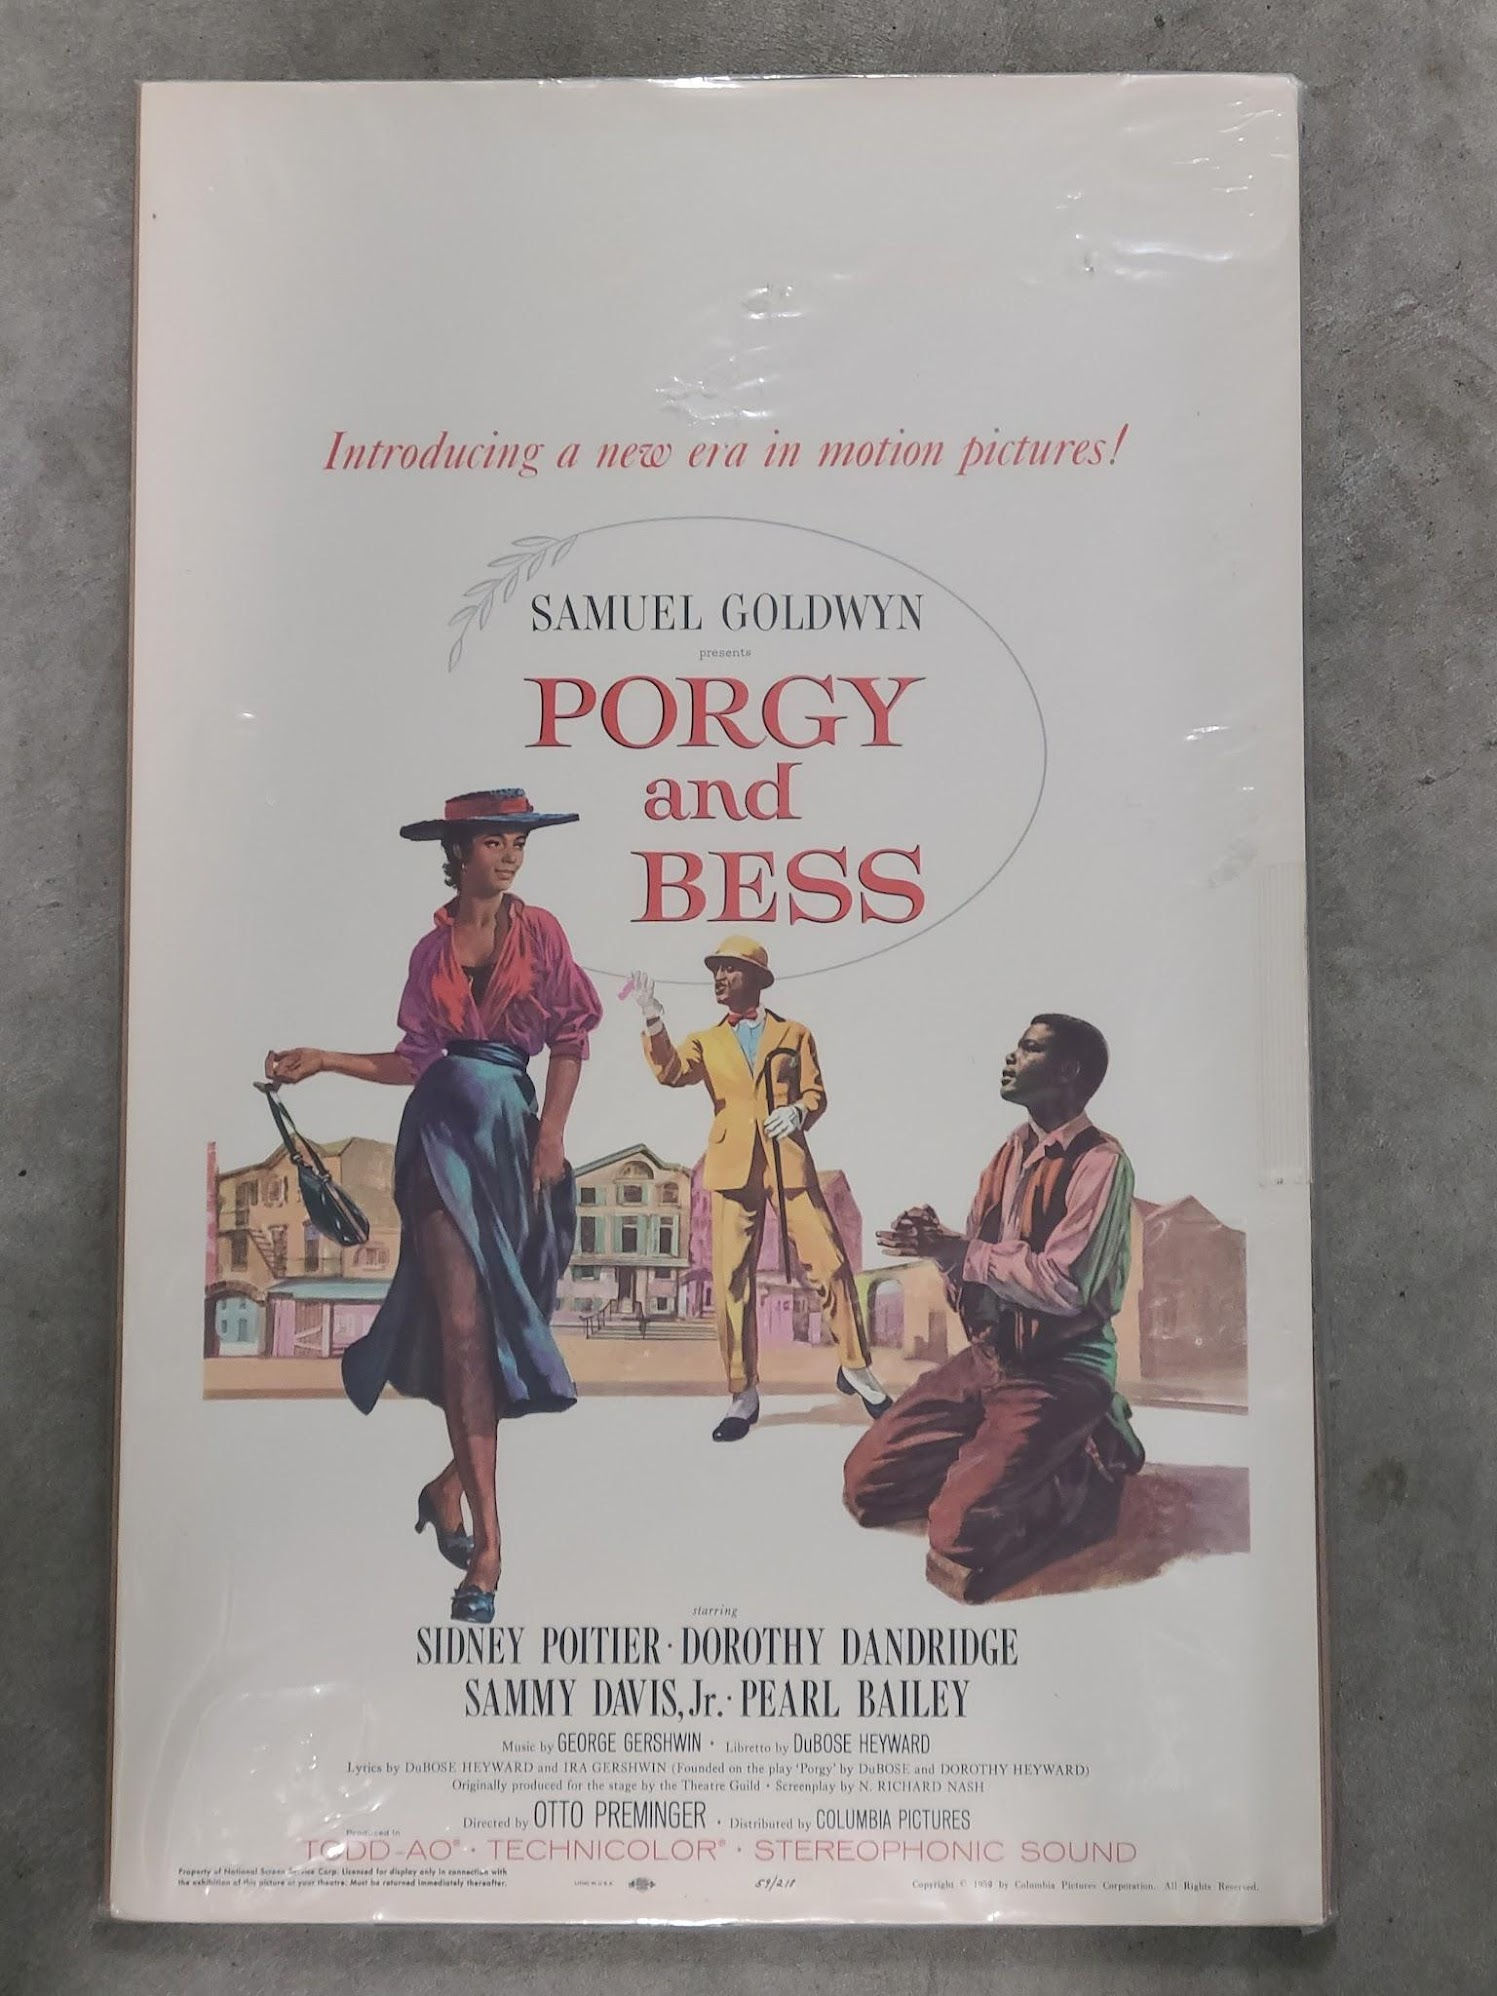 Introducing a new era in motion pictures!
SAMUEL GOLDWYN
presents
PORGY
and
BESS
starring
SIDNEY POITIER · DOROTHY DANDRIDGE
SAMMY DAVIS, Jr. · PEARL BAILEY
Music by GEORGE GERSHWIN · Libretto by DuBOSE HEYWARD
Lyrics by DuBOSE HEYWARD and IRA GERSHWIN (Founded on the play 'Porgy' by DuBOSE and DOROTHY HEYWARD)
Originally produced for the stage by the Theatre Guild · Screenplay by N. RICHARD NASH
Directed by OTTO PREMINGER · Distributed by COLUMBIA PICTURES
Produced in
TODD-AO® · TECHNICOLOR® · STEREOPHONIC SOUND
Property of National Screen Service Corp. Licensed for display only in connection with
the exhibition of this picture at your theatre. Must be returned immediately thereafter.
LITHO. IN U.S.A.
59/218
Copyright © 1959 by Columbia Pictures Corporation. All Rights Reserved.